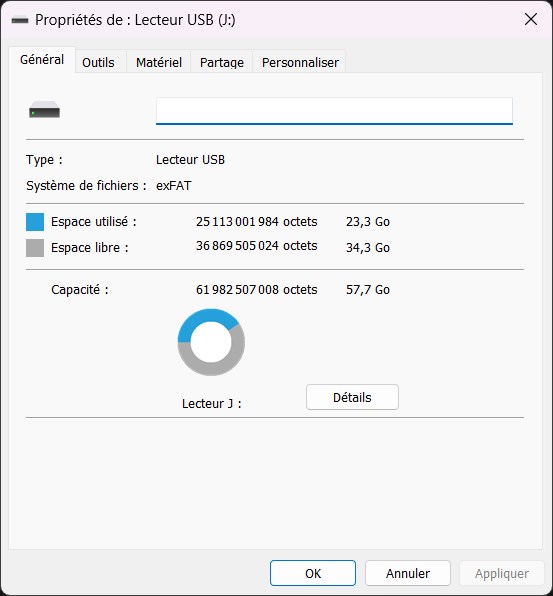 Propriétés de : Lecteur USB (J:)
Général Outils Matériel Partage Personnaliser
Type : Lecteur USB
Système de fichiers : exFAT
Espace utilisé : 25 113 001 984 octets 23,3 Go
Espace libre : 36 869 505 024 octets 34,3 Go
Capacité : 61 982 507 008 octets 57,7 Go
Lecteur J : Détails
OK Annuler Appliquer